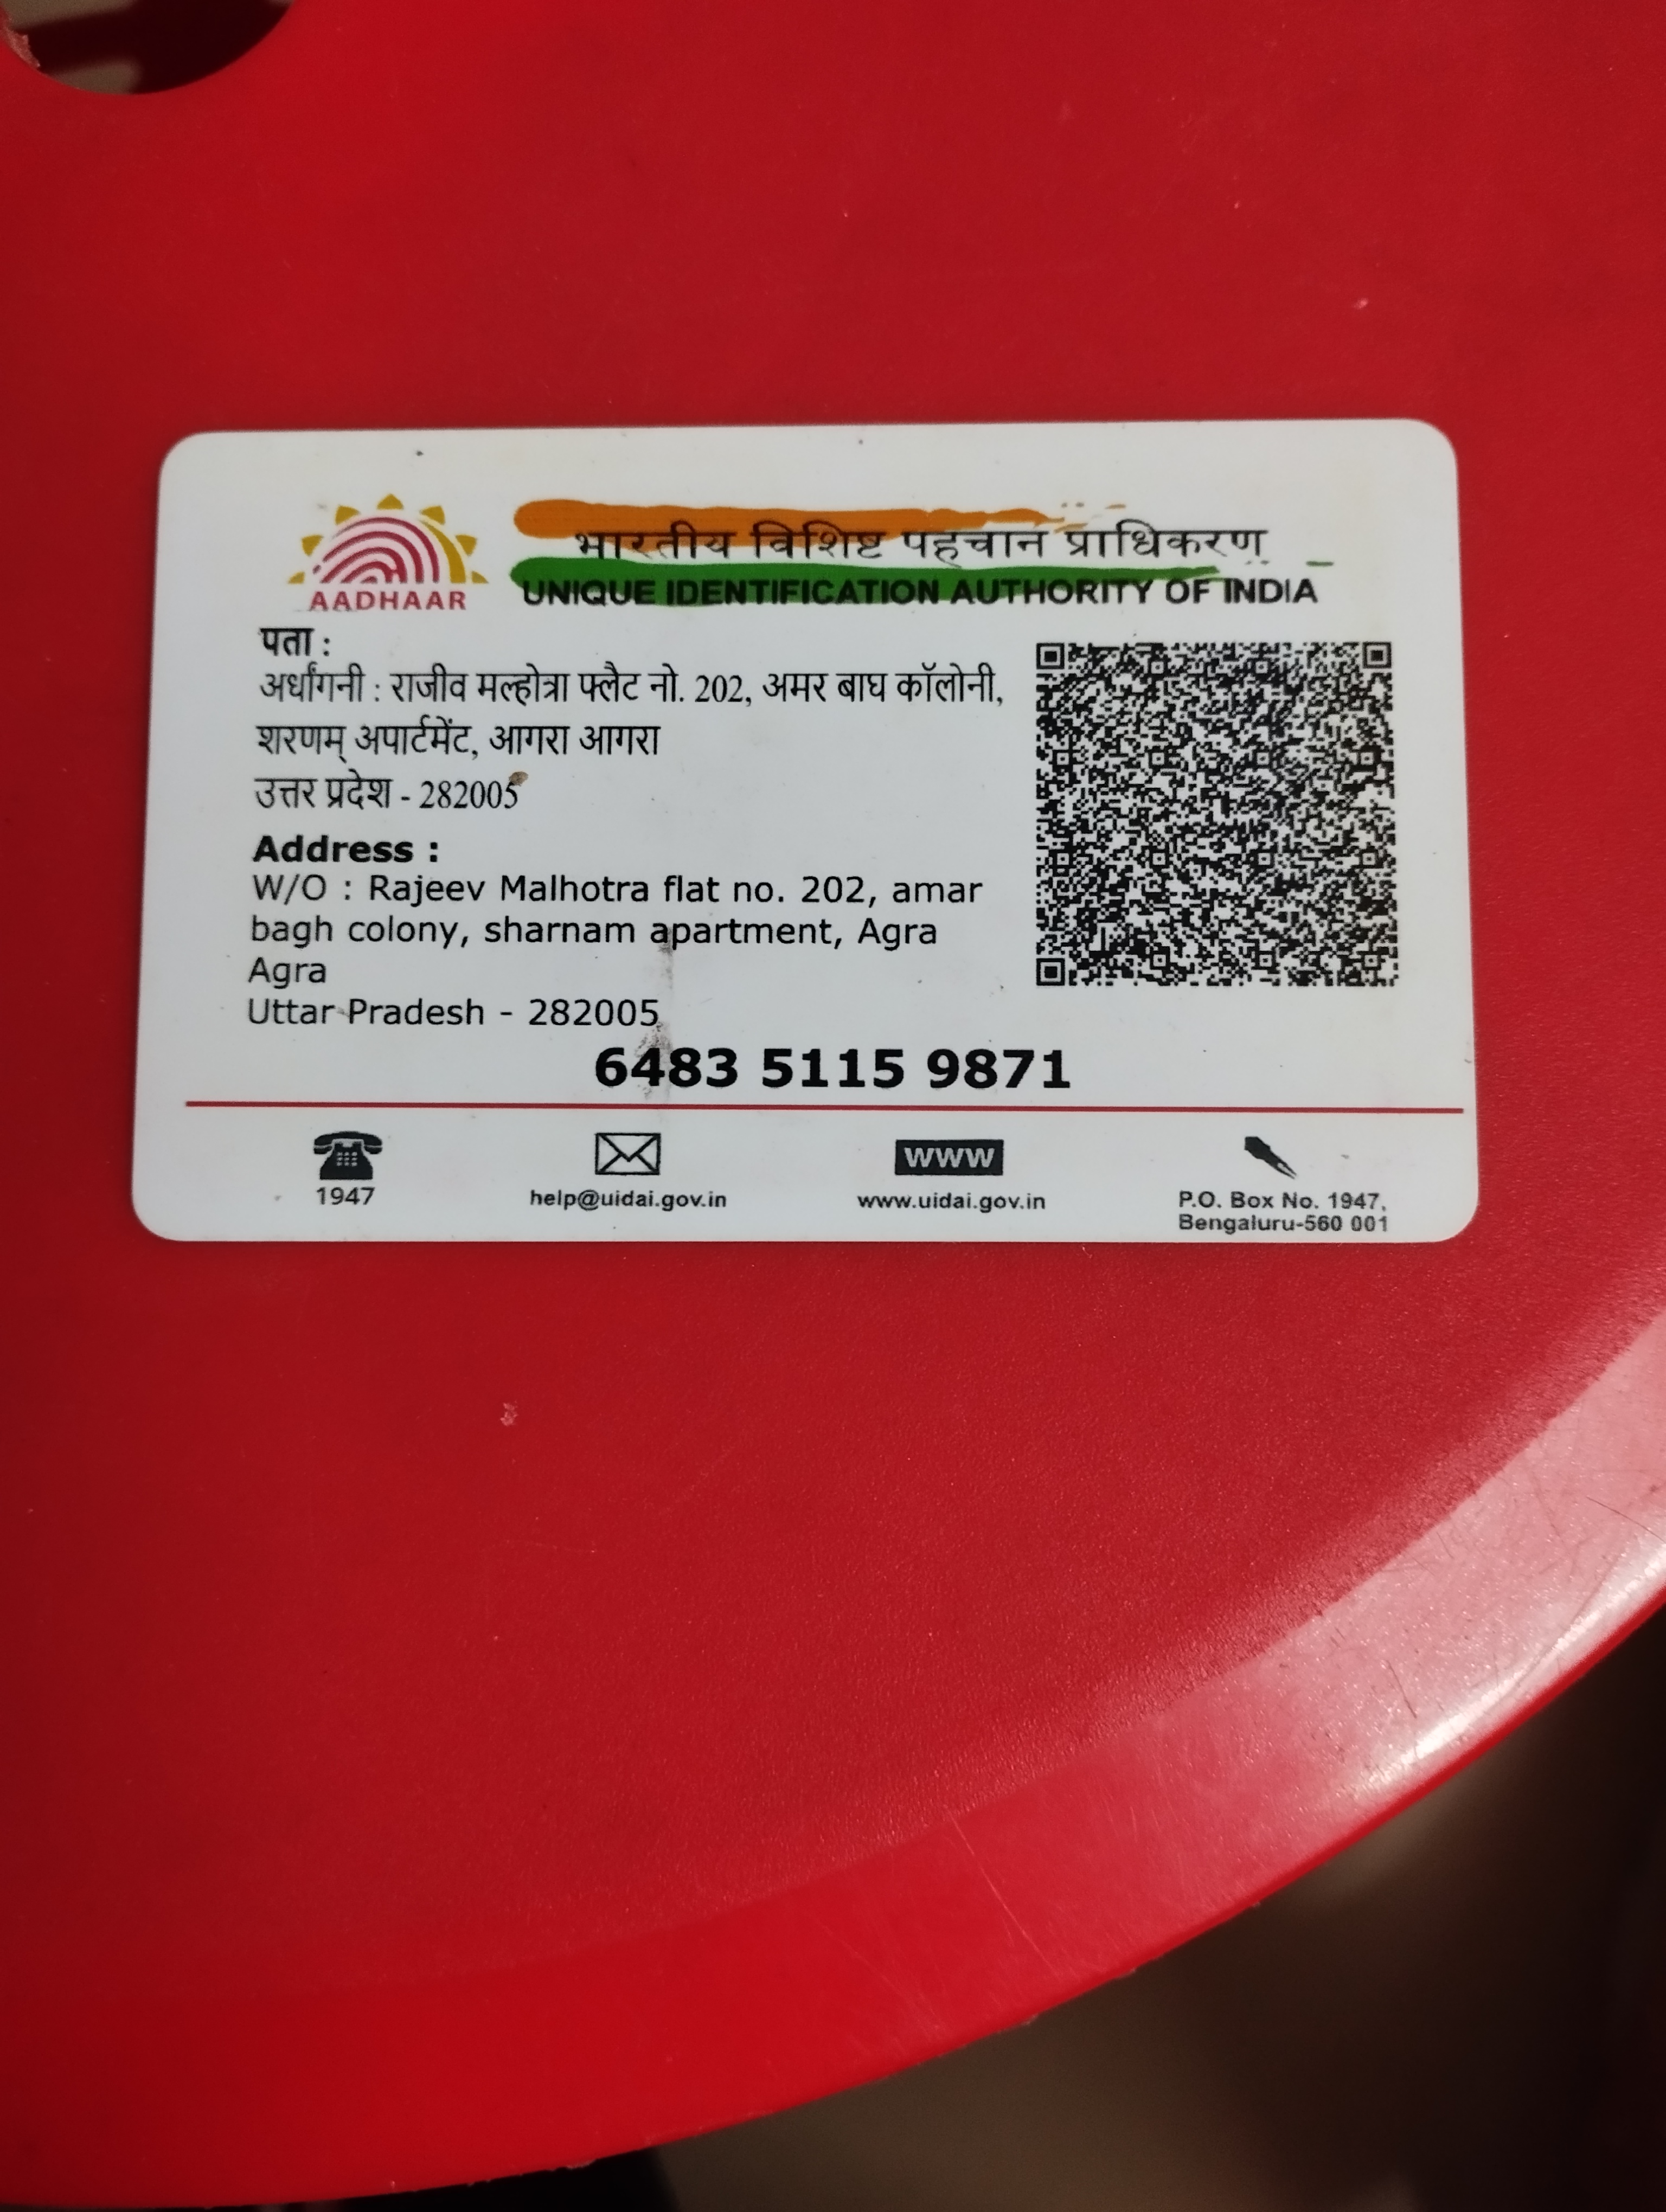 भारतीय विशिष्ट पहचान प्राधिकरण
AADHAAR
UNIQUE IDENTIFICATION AUTHORITY OF INDIA
पता :
अर्धांगनी : राजीव मल्होत्रा फ्लैट नो. 202, अमर बाघ कॉलोनी,
शरणम् अपार्टमेंट, आगरा आगरा
उत्तर प्रदेश - 282005
Address :
W/O : Rajeev Malhotra flat no. 202, amar
bagh colony, sharnam apartment, Agra
Agra
Uttar Pradesh - 282005
6483 5115 9871
1947
help@uidai.gov.in
www
www.uidai.gov.in
P.O. Box No. 1947,
Bengaluru-560 001